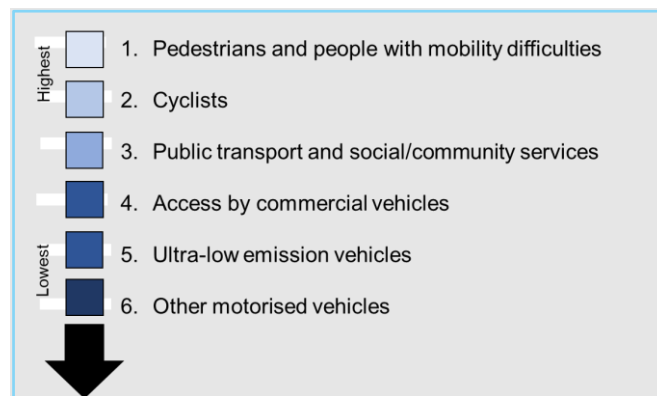 Highest
1. Pedestrians and people with mobility difficulties
2. Cyclists
3. Public transport and social/community services
4. Access by commercial vehicles
5. Ultra-low emission vehicles
Lowest
6. Other motorised vehicles